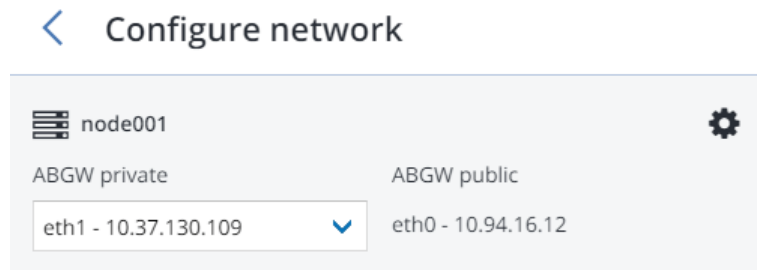 Configure network
node001
ABGW private
ABGW public
eth1 - 10.37.130.109
eth0 - 10.94.16.12